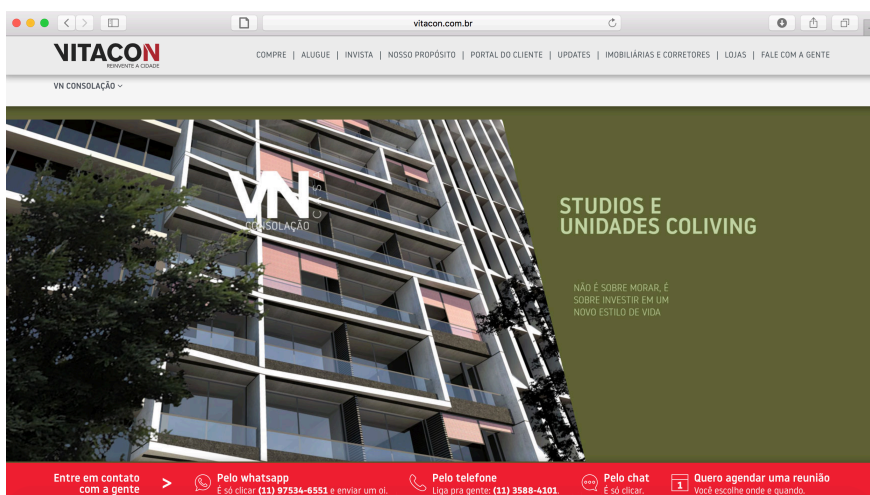 vitacon.com.br
VITACON
REINVENTE A CIDADE
COMPRE | ALUGUE | INVISTA | NOSSO PROPÓSITO | PORTAL DO CLIENTE | UPDATES | IMOBILIÁRIAS E CORRETORES | LOJAS | FALE COM A GENTE
VN CONSOLAÇÃO
VN
CONSOLAÇÃO
STUDIOS E
UNIDADES COLIVING
NÃO É SOBRE MORAR, É
SOBRE INVESTIR EM UM
NOVO ESTILO DE VIDA
Entre em contato
com a gente
>
Pelo whatsapp
É só clicar (11) 97534-6551 e enviar um oi.
Pelo telefone
Liga pra gente: (11) 3588-4101.
Pelo chat
É só clicar.
1
Quero agendar uma reunião
Você escolhe onde e quando.